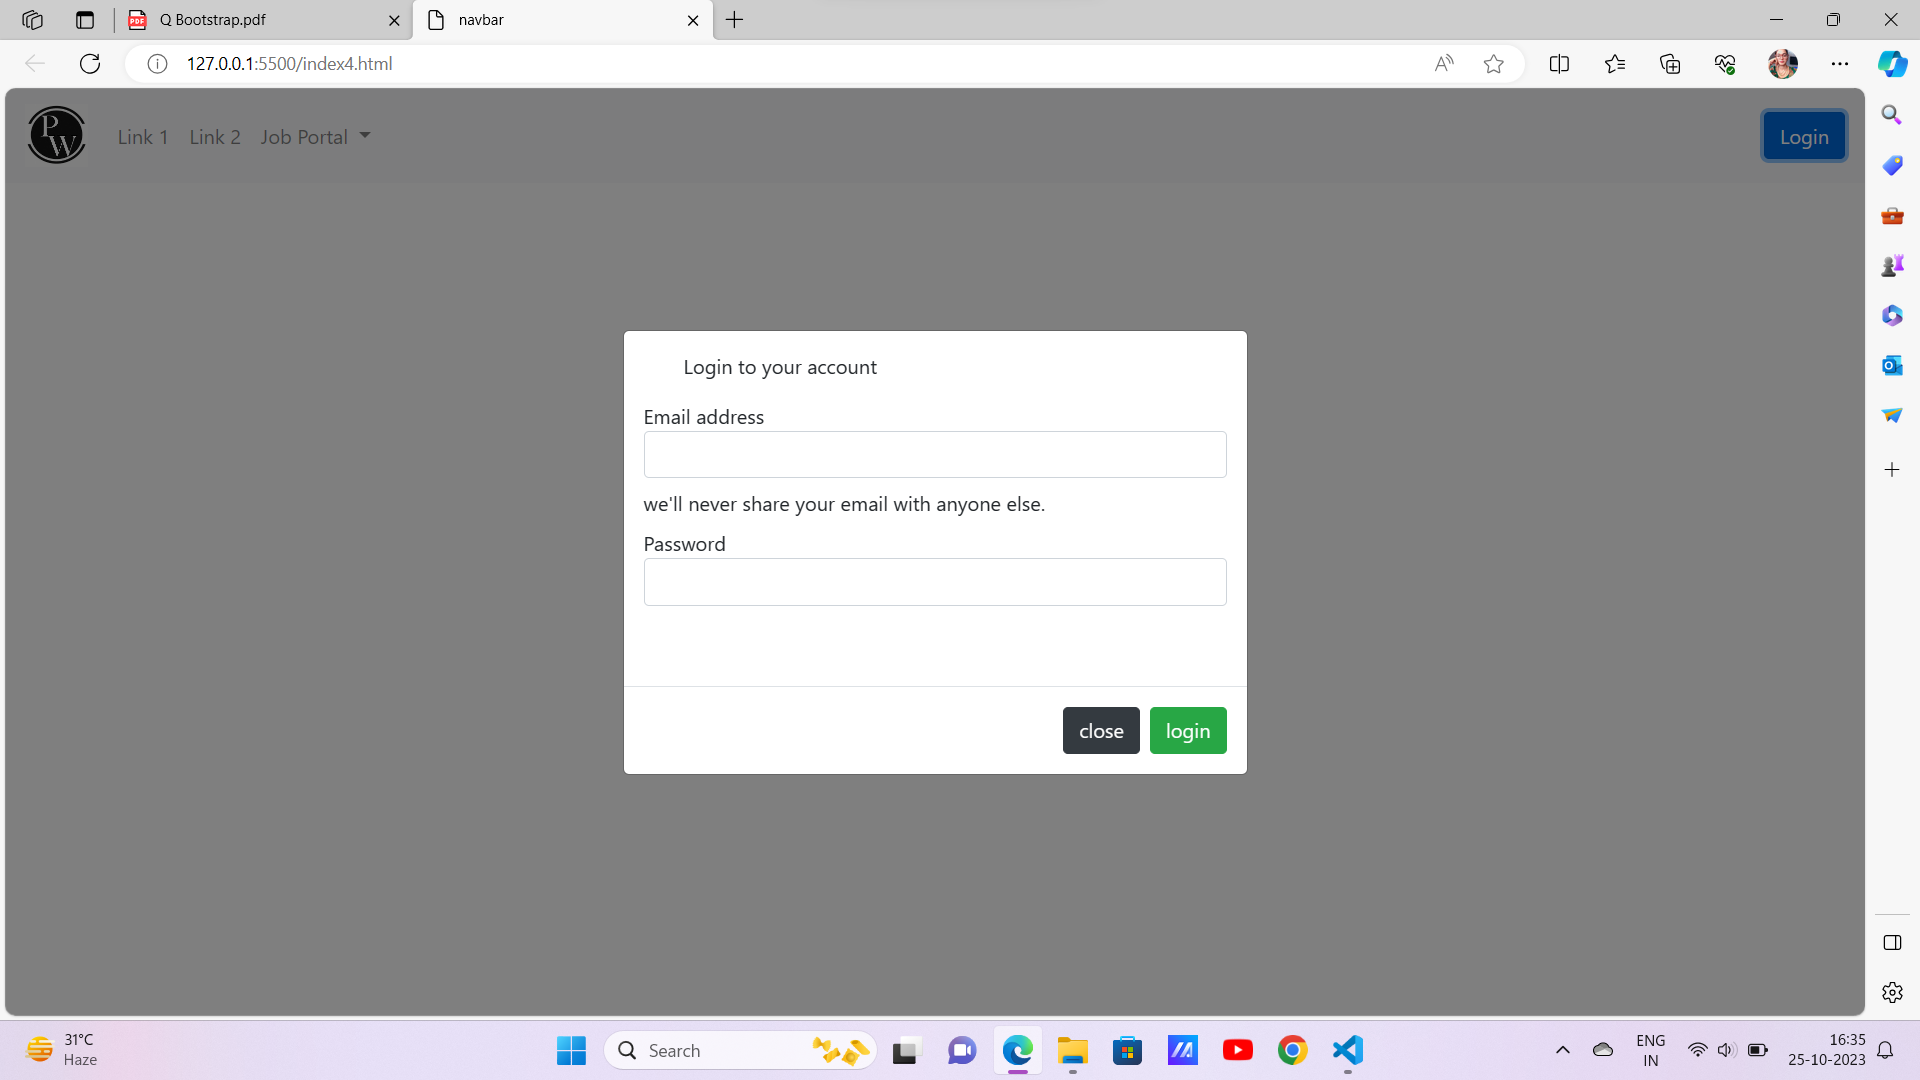 Q Bootstrap.pdf
navbar
127.0.0.1:5500/index4.html
PW
Link 1
Link 2
Job Portal
Login
Login to your account
Email address
we'll never share your email with anyone else.
Password
close
login
31°C
Haze
Search
ENG
IN
16:35
25-10-2023